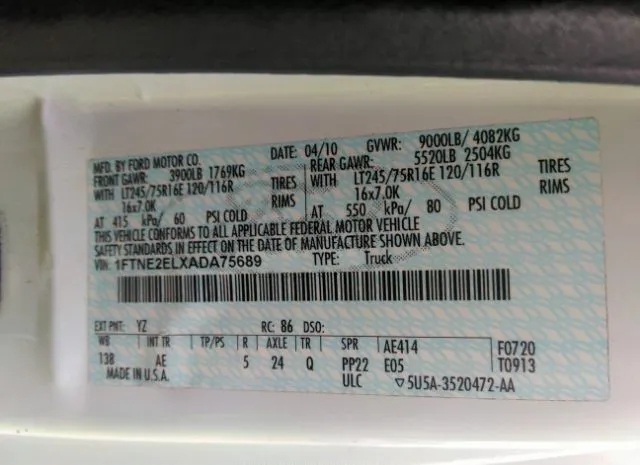 MFD. BY FORD MOTOR CO.
DATE: 04/10 GVWR: 9000LB/ 4082KG
FRONT GAWR: 3900LB 1769KG
REAR GAWR: 5520LB 2504KG
WITH LT245/75R16E 120/116R TIRES
WITH LT245/75R16E 120/116R TIRES
16x7.0K RIMS
16x7.0K RIMS
AT 415 kPa/ 60 PSI COLD
AT 550 kPa/ 80 PSI COLD
THIS VEHICLE CONFORMS TO ALL APPLICABLE FEDERAL MOTOR VEHICLE
SAFETY STANDARDS IN EFFECT ON THE DATE OF MANUFACTURE SHOWN ABOVE.
VIN: 1FTNE2ELXADA75689 TYPE: Truck
EXT PNT: YZ RC: 86 DSO:
WB INT TR TP/PS R AXLE TR SPR AE414 F0720
138 AE 5 24 Q PP22 E05 T0913
MADE IN U.S.A. ULC ▽5U5A-3520472-AA